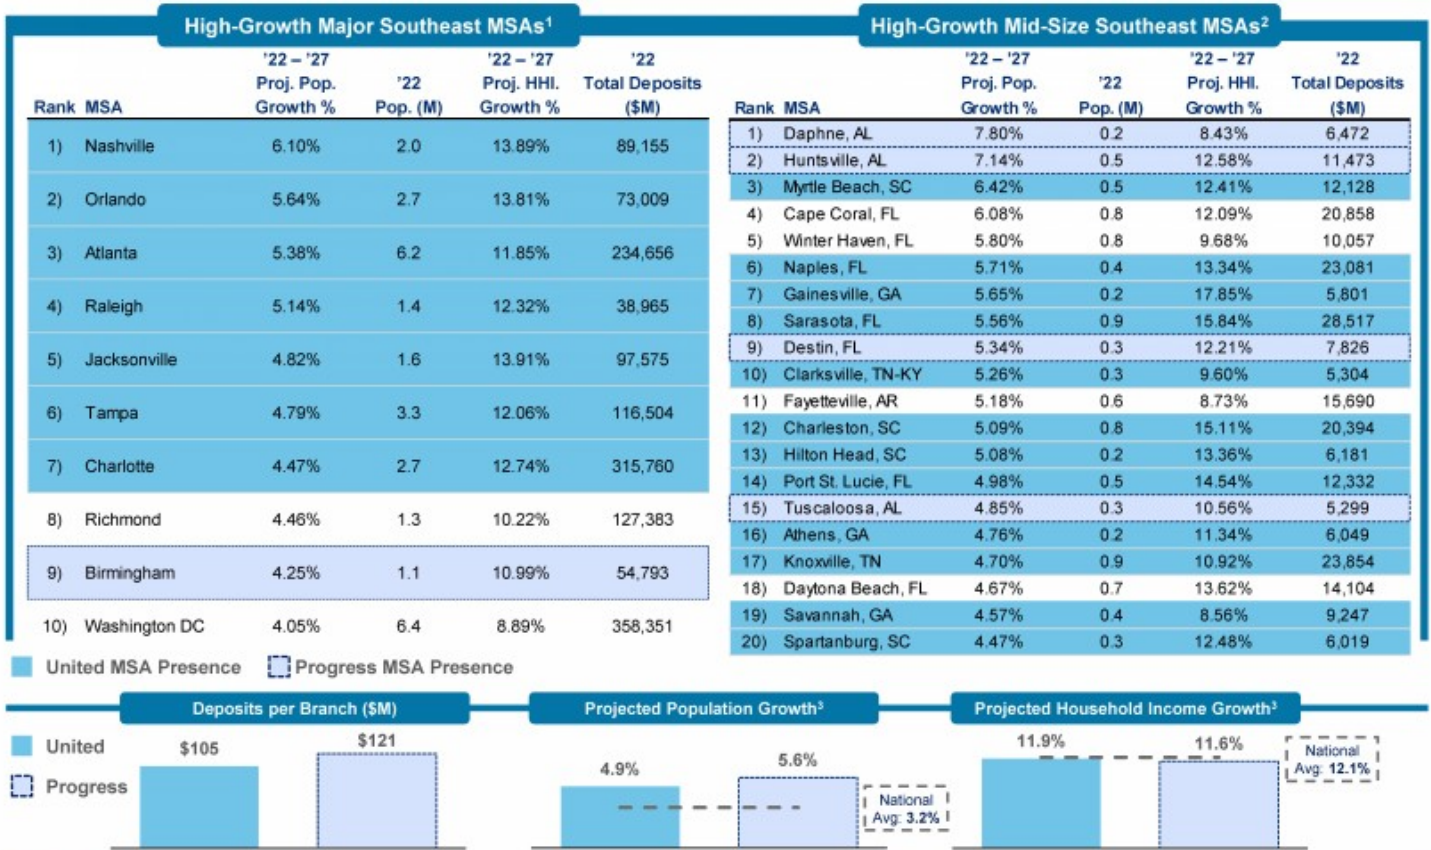 High-Growth Major Southeast MSAs¹
’22 – ’27 ’22 – ’27 ’22
Proj. Pop. ’22 Proj. HHI. Total Deposits
Rank MSA Growth % Pop. (M) Growth % ($M)
1) Nashville 6.10% 2.0 13.89% 89,155
2) Orlando 5.64% 2.7 13.81% 73,009
3) Atlanta 5.38% 6.2 11.85% 234,656
4) Raleigh 5.14% 1.4 12.32% 38,965
5) Jacksonville 4.82% 1.6 13.91% 97,575
6) Tampa 4.79% 3.3 12.06% 116,504
7) Charlotte 4.47% 2.7 12.74% 315,760
8) Richmond 4.46% 1.3 10.22% 127,383
9) Birmingham 4.25% 1.1 10.99% 54,793
10) Washington DC 4.05% 6.4 8.89% 358,351
High-Growth Mid-Size Southeast MSAs²
’22 – ’27 ’22 – ’27 ’22
Proj. Pop. ’22 Proj. HHI. Total Deposits
Rank MSA Growth % Pop. (M) Growth % ($M)
1) Daphne, AL 7.80% 0.2 8.43% 6,472
2) Huntsville, AL 7.14% 0.5 12.58% 11,473
3) Myrtle Beach, SC 6.42% 0.5 12.41% 12,128
4) Cape Coral, FL 6.08% 0.8 12.09% 20,858
5) Winter Haven, FL 5.80% 0.8 9.68% 10,057
6) Naples, FL 5.71% 0.4 13.34% 23,081
7) Gainesville, GA 5.65% 0.2 17.85% 5,801
8) Sarasota, FL 5.56% 0.9 15.84% 28,517
9) Destin, FL 5.34% 0.3 12.21% 7,826
10) Clarksville, TN-KY 5.26% 0.3 9.60% 5,304
11) Fayetteville, AR 5.18% 0.6 8.73% 15,690
12) Charleston, SC 5.09% 0.8 15.11% 20,394
13) Hilton Head, SC 5.08% 0.2 13.36% 6,181
14) Port St. Lucie, FL 4.98% 0.5 14.54% 12,332
15) Tuscaloosa, AL 4.85% 0.3 10.56% 5,299
16) Athens, GA 4.76% 0.2 11.34% 6,049
17) Knoxville, TN 4.70% 0.9 10.92% 23,854
18) Daytona Beach, FL 4.67% 0.7 13.62% 14,104
19) Savannah, GA 4.57% 0.4 8.56% 9,247
20) Spartanburg, SC 4.47% 0.3 12.48% 6,019
United MSA Presence Progress MSA Presence
Deposits per Branch ($M)
United
Progress
$105
$121
Projected Population Growth³
4.9%
5.6%
National
Avg: 3.2%
Projected Household Income Growth³
11.9%
11.6%
National
Avg: 12.1%